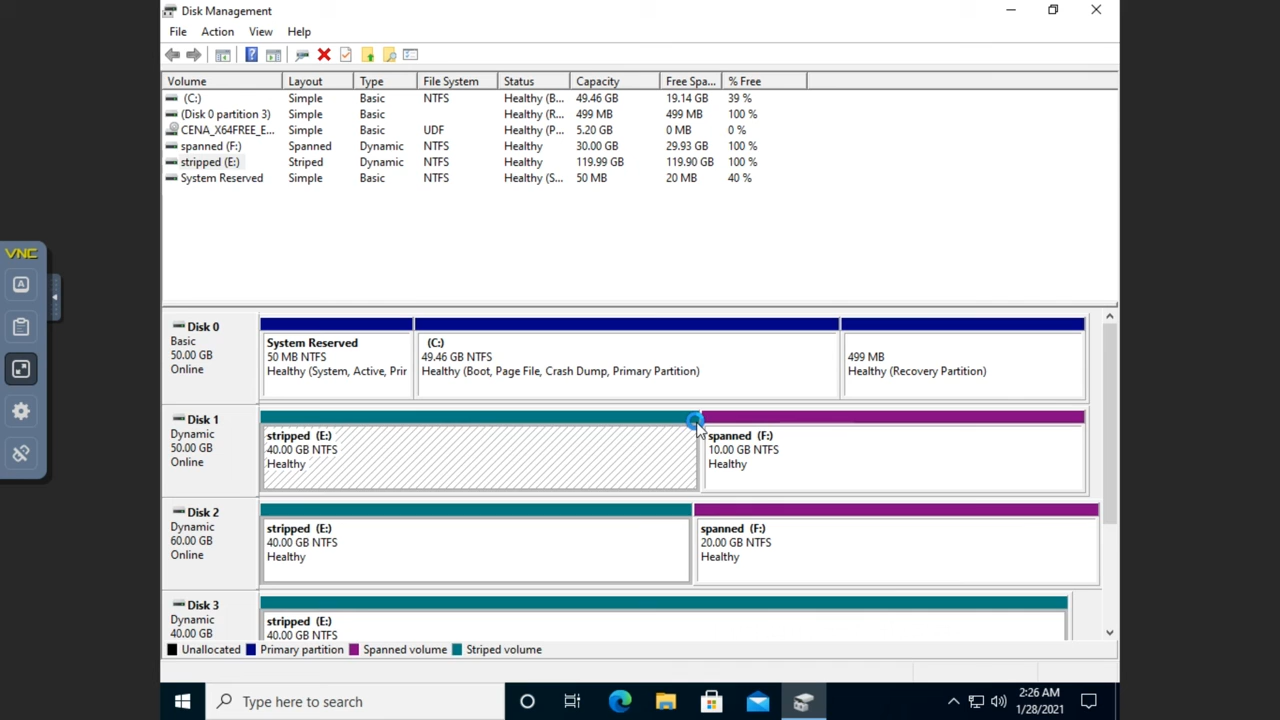 Disk Management
File Action View Help
Volume Layout Type File System Status Capacity Free Spa... % Free
(C:) Simple Basic NTFS Healthy (B... 49.46 GB 19.14 GB 39 %
(Disk 0 partition 3) Simple Basic Healthy (R... 499 MB 499 MB 100 %
CENA_X64FREE_E... Simple Basic UDF Healthy (P... 5.20 GB 0 MB 0 %
spanned (F:) Spanned Dynamic NTFS Healthy 30.00 GB 29.93 GB 100 %
stripped (E:) Striped Dynamic NTFS Healthy 119.99 GB 119.90 GB 100 %
System Reserved Simple Basic NTFS Healthy (S... 50 MB 20 MB 40 %
VNC
A
Disk 0
Basic
50.00 GB
Online
System Reserved
50 MB NTFS
Healthy (System, Active, Prir
(C:)
49.46 GB NTFS
Healthy (Boot, Page File, Crash Dump, Primary Partition)
499 MB
Healthy (Recovery Partition)
Disk 1
Dynamic
50.00 GB
Online
stripped (E:)
40.00 GB NTFS
Healthy
spanned (F:)
10.00 GB NTFS
Healthy
Disk 2
Dynamic
60.00 GB
Online
stripped (E:)
40.00 GB NTFS
Healthy
spanned (F:)
20.00 GB NTFS
Healthy
Disk 3
Dynamic
40.00 GB
stripped (E:)
40.00 GB NTFS
Unallocated Primary partition Spanned volume Striped volume
Type here to search
2:26 AM
1/28/2021